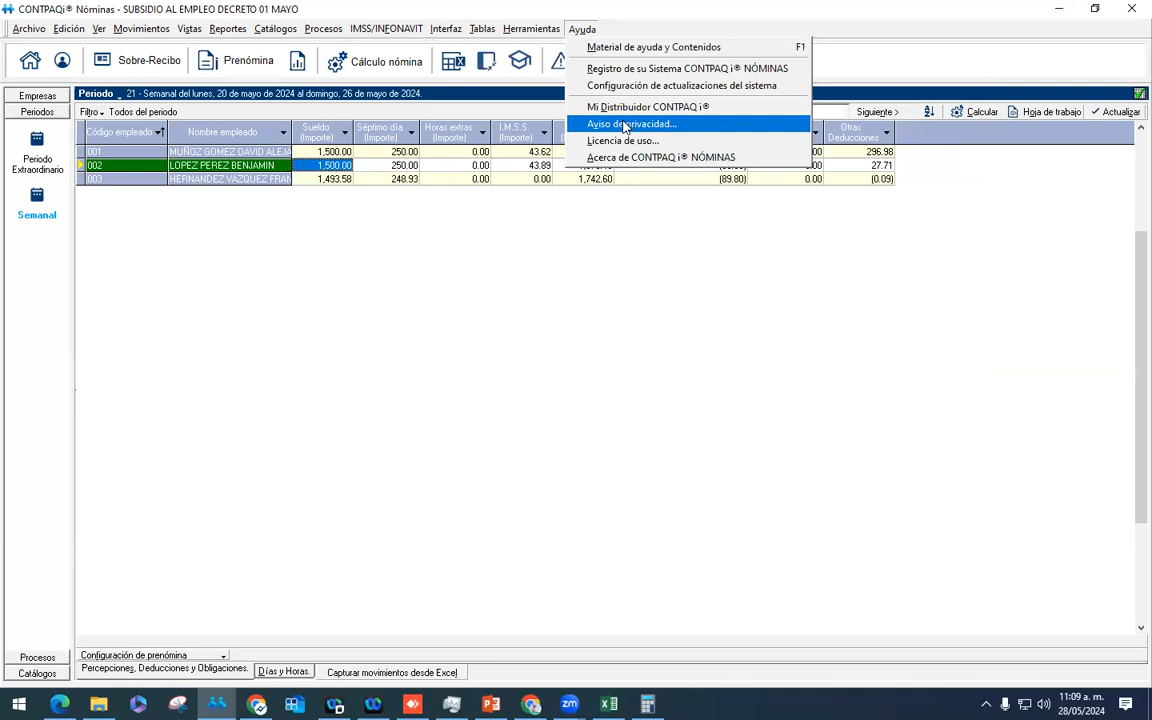 CONTPAQi® Nóminas - SUBSIDIO AL EMPLEO DECRETO 01 MAYO
Archivo Edición Ver Movimientos Vistas Reportes Catálogos Procesos IMSS/INFONAVIT Interfaz Tablas Herramientas Ayuda
Sobre-Recibo Prenómina Cálculo nómina
Material de ayuda y Contenidos F1
Registro de su Sistema CONTPAQ i® NÓMINAS
Configuración de actualizaciones del sistema
Mi Distribuidor CONTPAQ i®
Aviso de privacidad...
Licencia de uso...
Acerca de CONTPAQ i® NÓMINAS
Empresas
Periodos
Periodo Extraordinario
Semanal
Procesos
Catálogos
Periodo 21 - Semanal del lunes, 20 de mayo de 2024 al domingo, 26 de mayo de 2024.
Filtro Todos del periodo Siguiente> Calcular Hoja de trabajo Actualizar
Código empleado Nombre empleado Sueldo (Importe) Séptimo día (Importe) Horas extras (Importe) I.M.S.S. (Importe) Otras Deducciones
001 MUÑOZ GOMEZ DAVID ALEJA 1,500.00 250.00 0.00 43.62 296.98
002 LOPEZ PEREZ BENJAMIN 1,500.00 250.00 0.00 43.89 27.71
003 HERNANDEZ VAZQUEZ FRAN 1,493.58 248.93 0.00 0.00 1,742.60 (89.80) 0.00 (0.09)
Configuración de prenómina
Percepciones, Deducciones y Obligaciones. Días y Horas. Capturar movimientos desde Excel
11:09 a. m.
28/05/2024